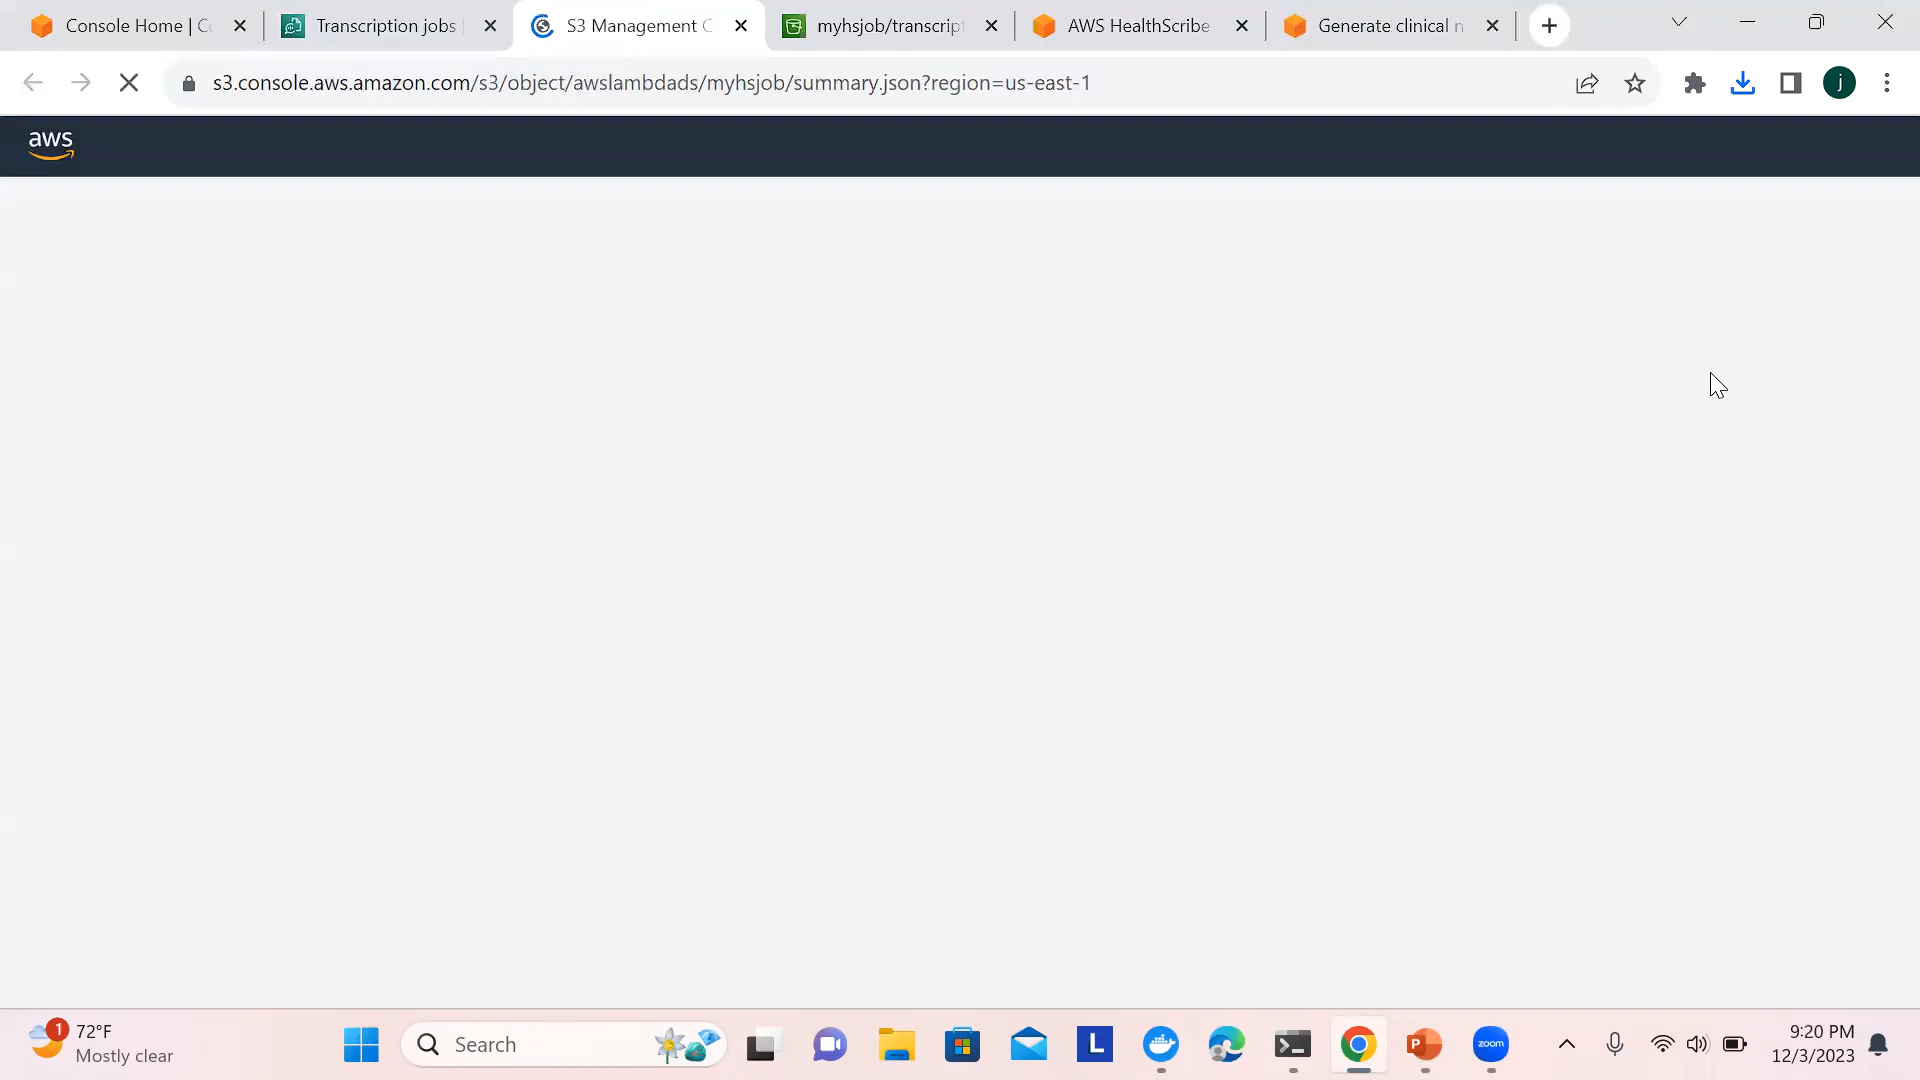 Console Home | C
Transcription jobs
S3 Management C
myhsjob/transcrip
AWS HealthScribe
Generate clinical n
s3.console.aws.amazon.com/s3/object/awslambdads/myhsjob/summary.json?region=us-east-1
j
aws
1
72°F
Mostly clear
Search
L
P
zoom
9:20 PM
12/3/2023